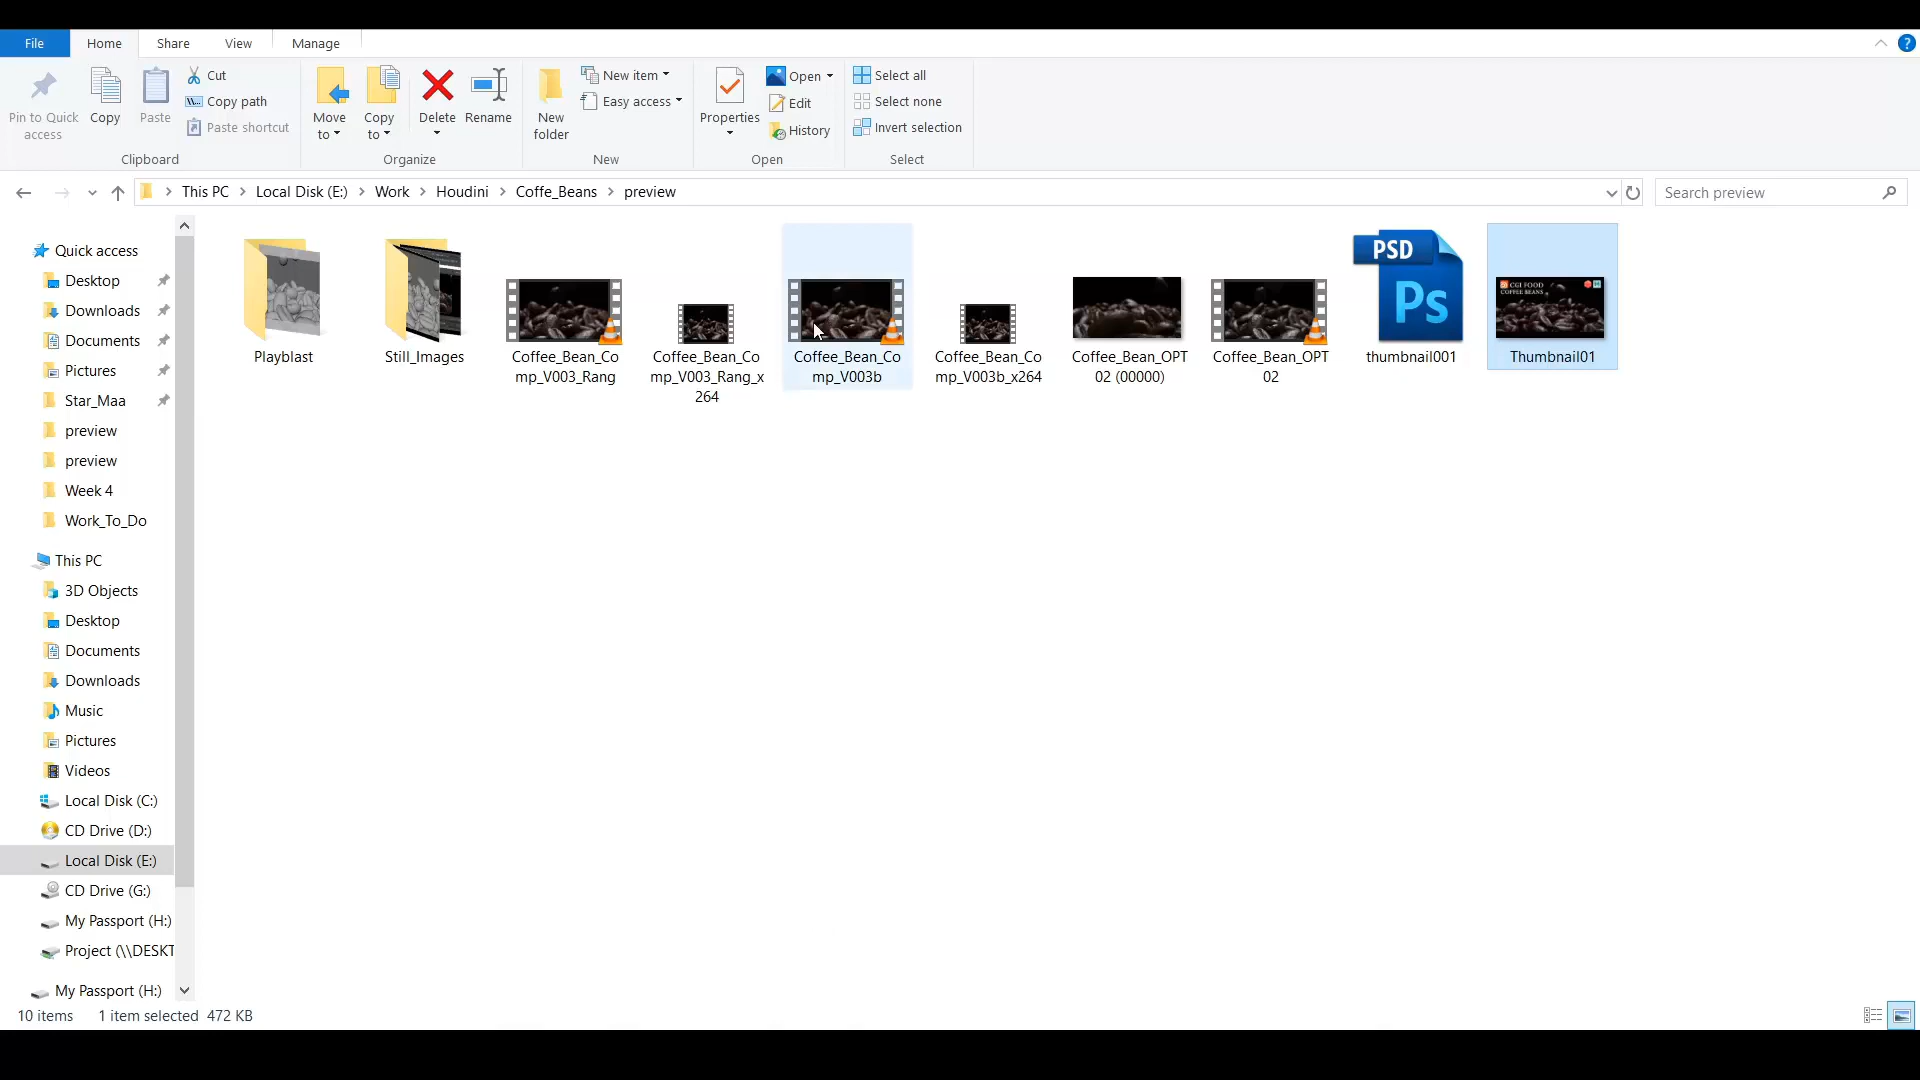 File Home Share View Manage
Pin to Quick access
Copy
Paste
Cut
Copy path
Paste shortcut
Clipboard
Move to
Copy to
Delete
Rename
Organize
New folder
New item
Easy access
New
Properties
Open
Edit
History
Open
Select all
Select none
Invert selection
Select
This PC > Local Disk (E:) > Work > Houdini > Coffe_Beans > preview
Search preview
Quick access
Desktop
Downloads
Documents
Pictures
Star_Maa
preview
preview
Week 4
Work_To_Do
This PC
3D Objects
Desktop
Documents
Downloads
Music
Pictures
Videos
Local Disk (C:)
CD Drive (D:)
Local Disk (E:)
CD Drive (G:)
My Passport (H:)
Project (\\DESKT
My Passport (H:)
Playblast
Still_Images
Coffee_Bean_Co
mp_V003_Rang
Coffee_Bean_Co
mp_V003_Rang_x
264
Coffee_Bean_Co
mp_V003b
Coffee_Bean_Co
mp_V003b_x264
Coffee_Bean_OPT
02 (00000)
Coffee_Bean_OPT
02
PSD
Ps
thumbnail001
CGI FOOD
COFFEE BEANS
Thumbnail01
10 items 1 item selected 472 KB